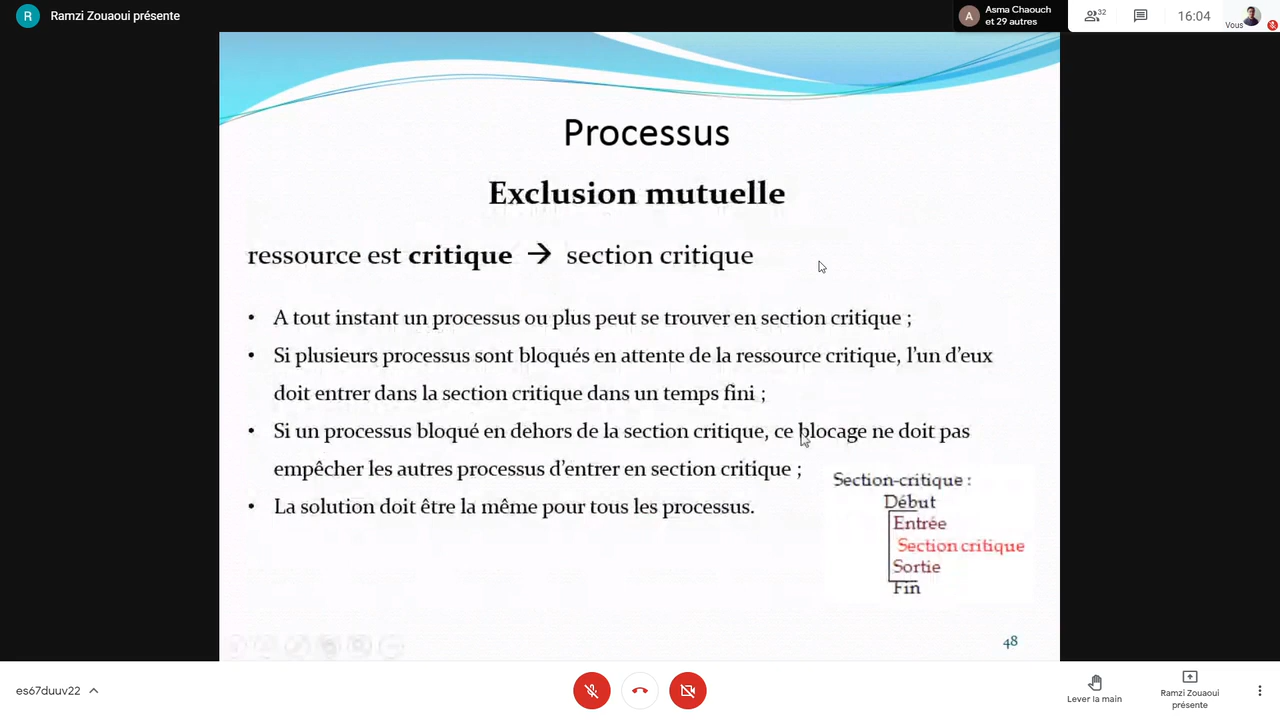 R Ramzi Zouaoui présente
A Asma Chaouch
et 29 autres
32
16:04
Vous
Processus
Exclusion mutuelle
ressource est critique → section critique
• A tout instant un processus ou plus peut se trouver en section critique ;
• Si plusieurs processus sont bloqués en attente de la ressource critique, l'un d'eux
doit entrer dans la section critique dans un temps fini ;
• Si un processus bloqué en dehors de la section critique, ce blocage ne doit pas
empêcher les autres processus d'entrer en section critique ;
• La solution doit être la même pour tous les processus.
Section-critique :
Début
Entrée
Section critique
Sortie
Fin
48
es67duuv22
Lever la main
Ramzi Zouaoui
présente